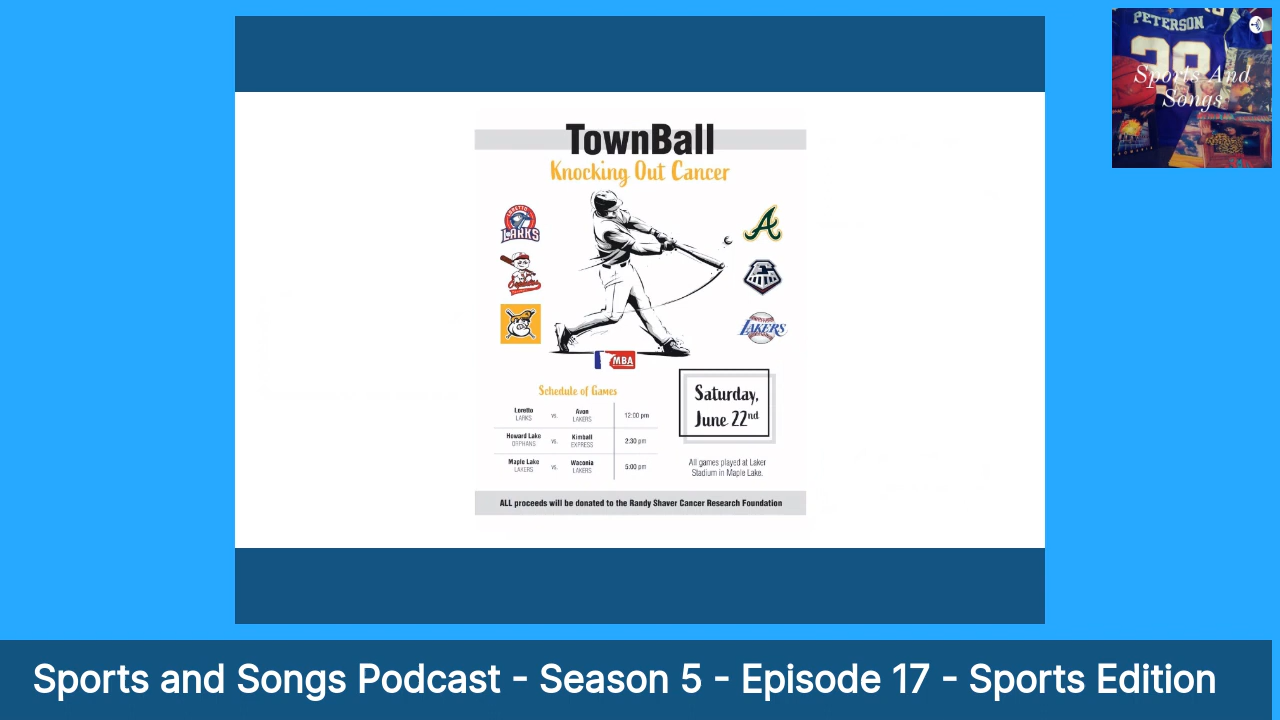 PETERSON
28
Sports And
Songs
TownBall
Knocking Out Cancer
LARKS
A
Orphans
LAKERS
MBA
Schedule of Games
Loretto
LARKS
vs.
Avon
LAKERS
12:00 pm
Howard Lake
ORPHANS
vs.
Kimball
EXPRESS
2:30 pm
Maple Lake
LAKERS
vs.
Waconia
LAKERS
5:00 pm
Saturday,
June 22nd
All games played at Laker
Stadium in Maple Lake.
ALL proceeds will be donated to the Randy Shaver Cancer Research Foundation
Sports and Songs Podcast - Season 5 - Episode 17 - Sports Edition